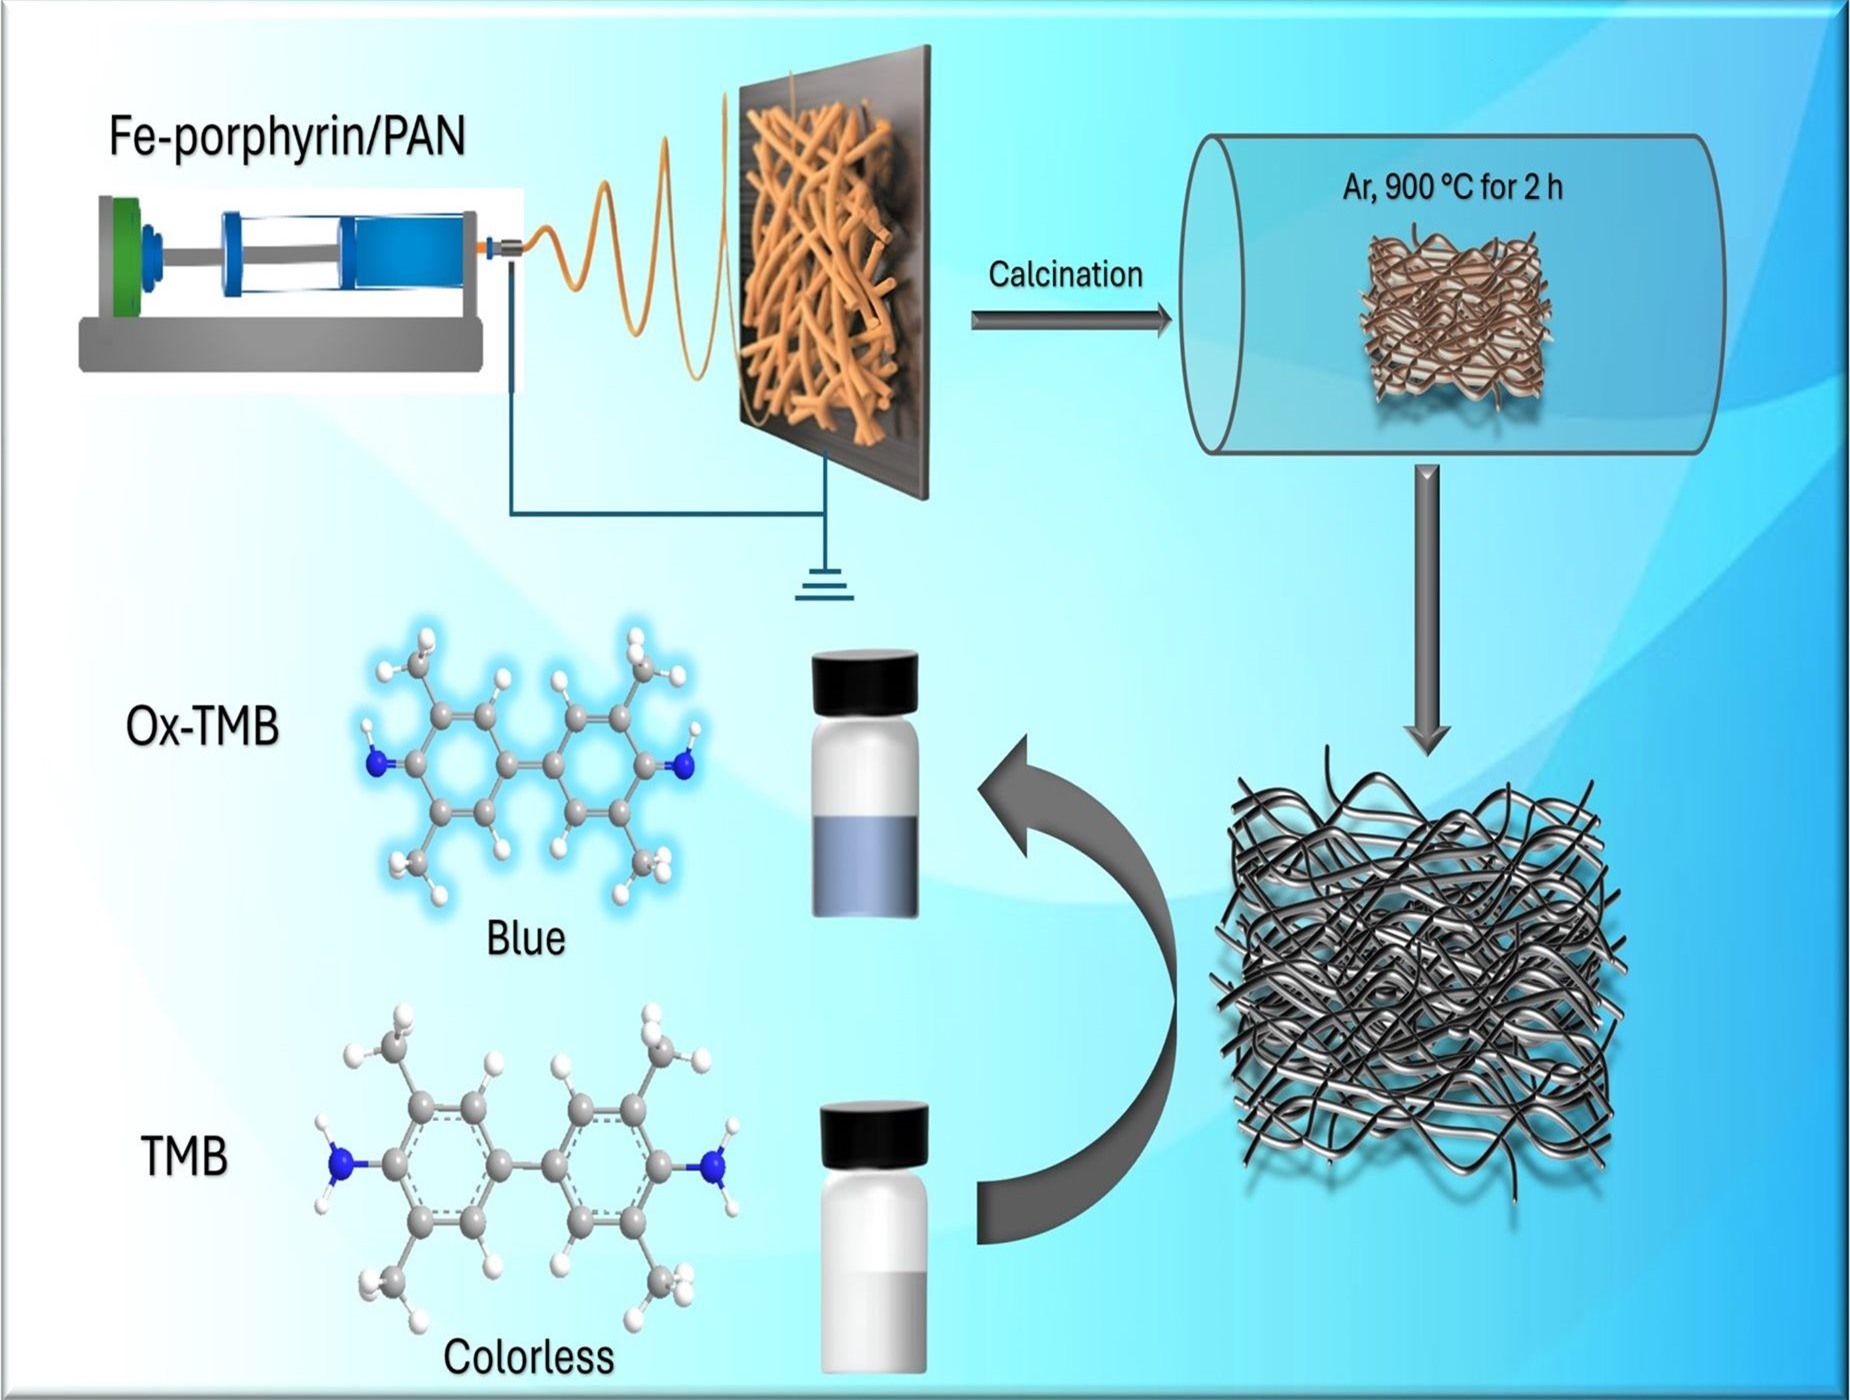 Fe-porphyrin/PAN
Calcination
Ar, 900 °C for 2 h
Ox-TMB
Blue
TMB
Colorless